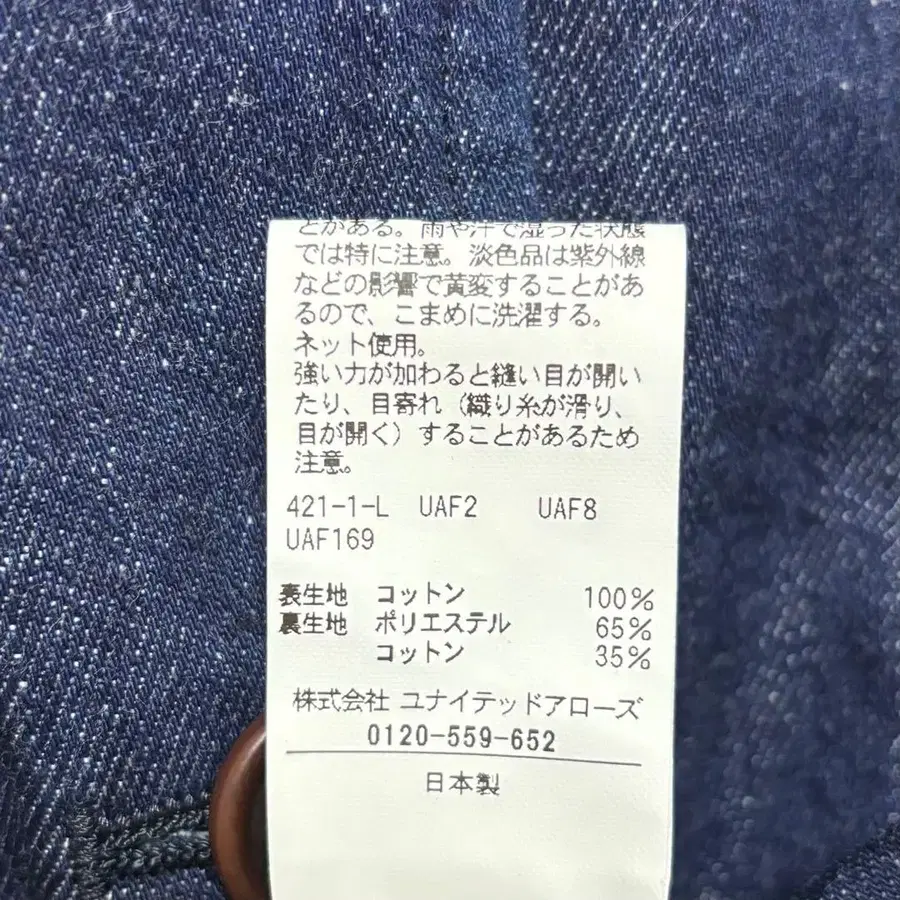 とがある。雨や汗で湿った状態
では特に注意。淡色品は紫外線
などの影響で黄変することがあ
るので、こまめに洗濯する。
ネット使用。
強い力が加わると縫い目が開い
たり、目寄れ（織り糸が滑り、
目が開く）することがあるため
注意。
421-1-L UAF2 UAF8
UAF169
表生地 コットン 100%
裏生地 ポリエステル 65%
コットン 35%
株式会社 ユナイテッドアローズ
0120-559-652
日本製